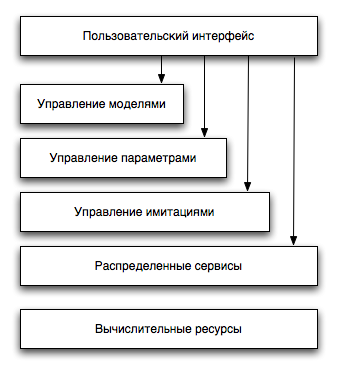 Пользовательский интерфейс
Управление моделями
Управление параметрами
Управление имитациями
Распределенные сервисы
Вычислительные ресурсы